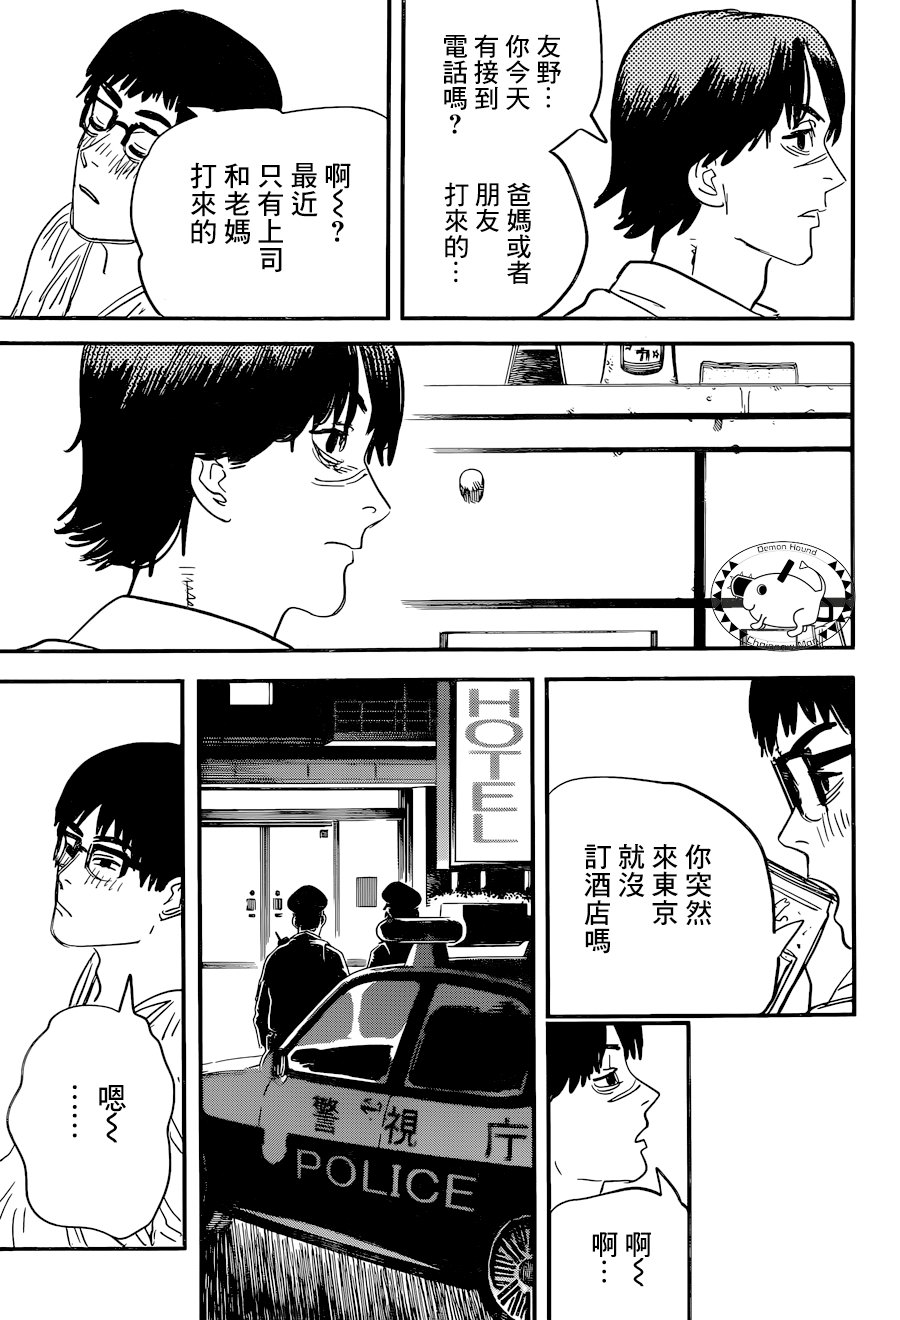 友野…
你今天
有接到
電話嗎？
爸媽或者
朋友
打來的…
啊~？
最近
只有上司
和老媽
打來的
Demon Hound
Chainsaw Man
你突然
來東京
就沒
訂酒店嗎
啊~
啊…
HOTEL
警視庁
POLICE
嗯~
……